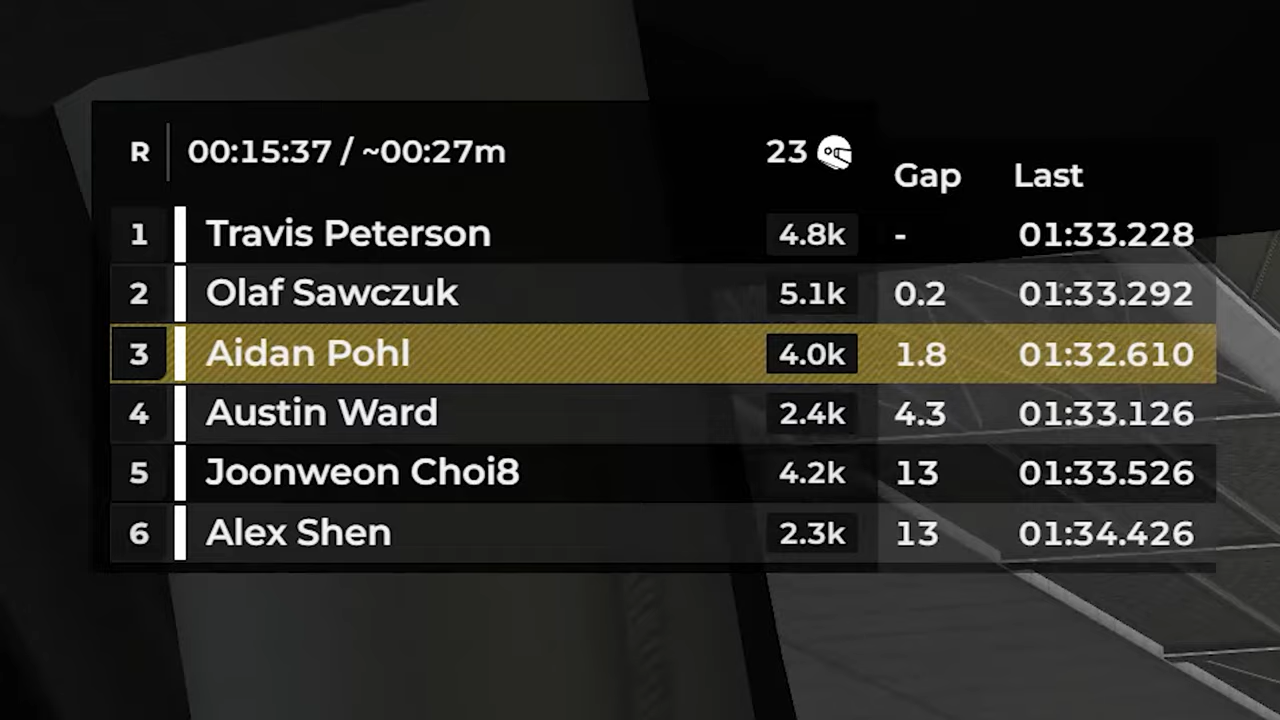 R 00:15:37 / ~00:27m 23
Gap Last
1 Travis Peterson 4.8k - 01:33.228
2 Olaf Sawczuk 5.1k 0.2 01:33.292
3 Aidan Pohl 4.0k 1.8 01:32.610
4 Austin Ward 2.4k 4.3 01:33.126
5 Joonweon Choi8 4.2k 13 01:33.526
6 Alex Shen 2.3k 13 01:34.426